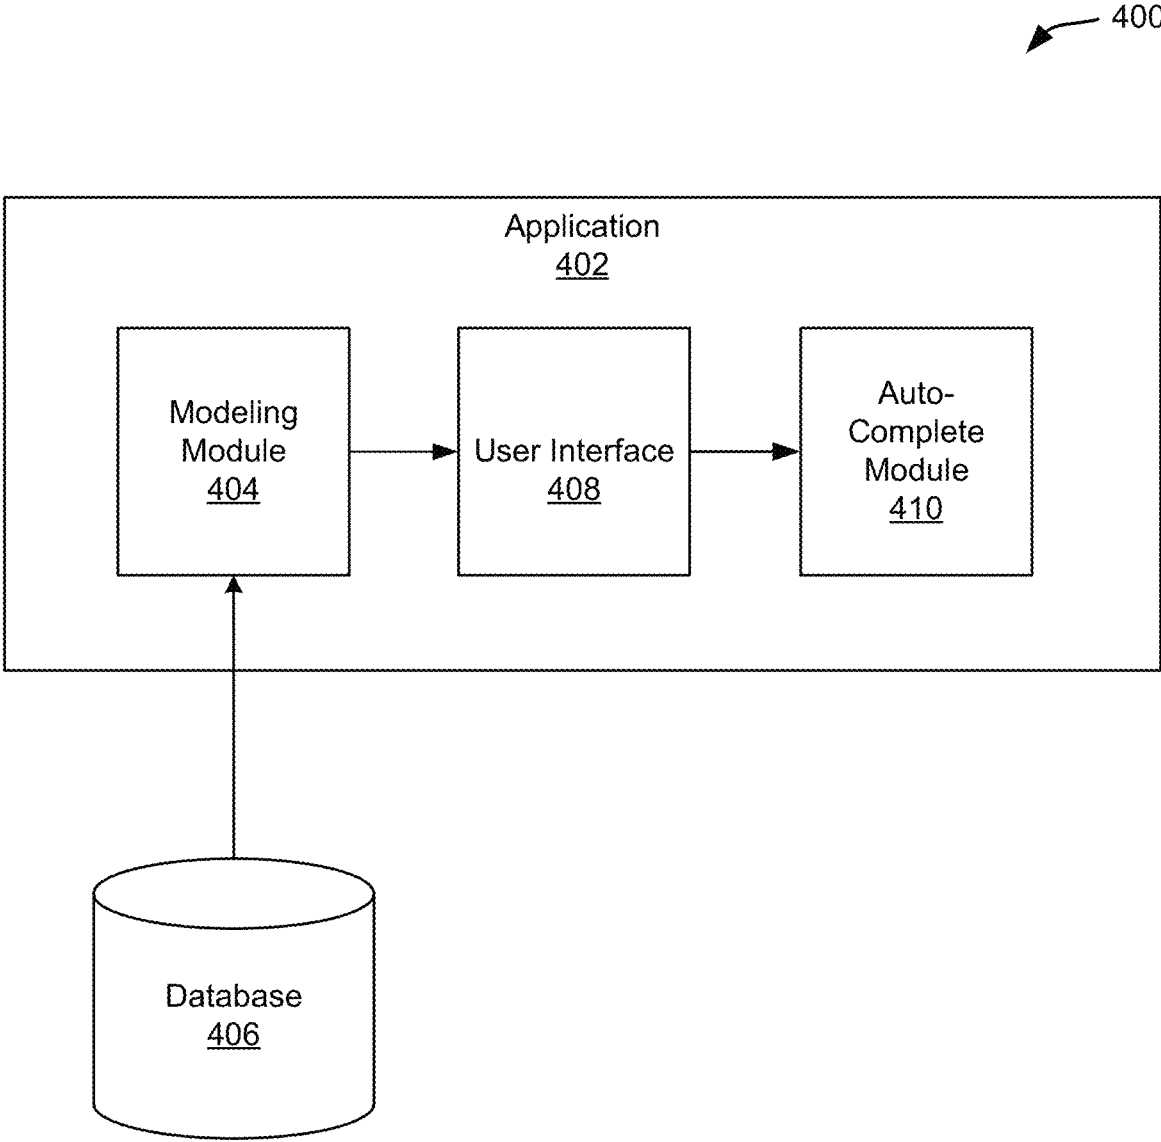 400
Application
402
Modeling
Module
404
User Interface
408
Auto-
Complete
Module
410
Database
406